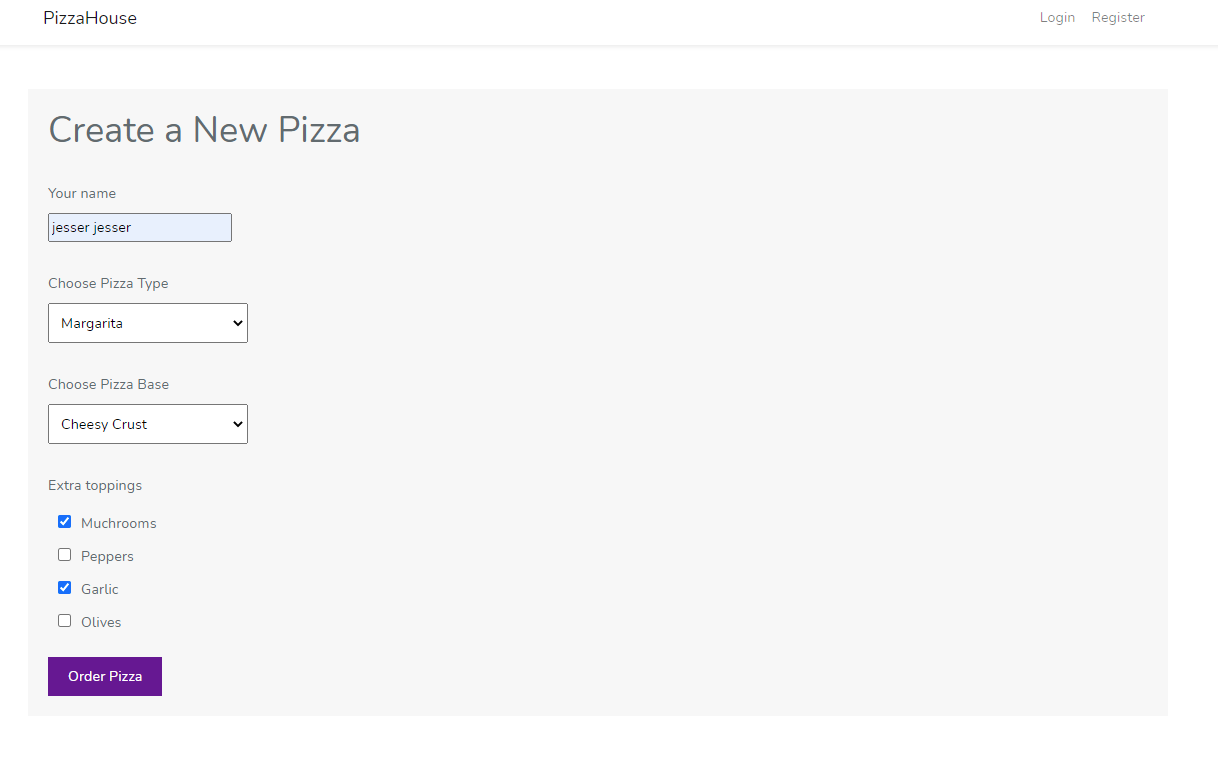 PizzaHouse
Login Register
Create a New Pizza
Your name
jesser jesser
Choose Pizza Type
Margarita
Choose Pizza Base
Cheesy Crust
Extra toppings
Muchrooms
Peppers
Garlic
Olives
Order Pizza